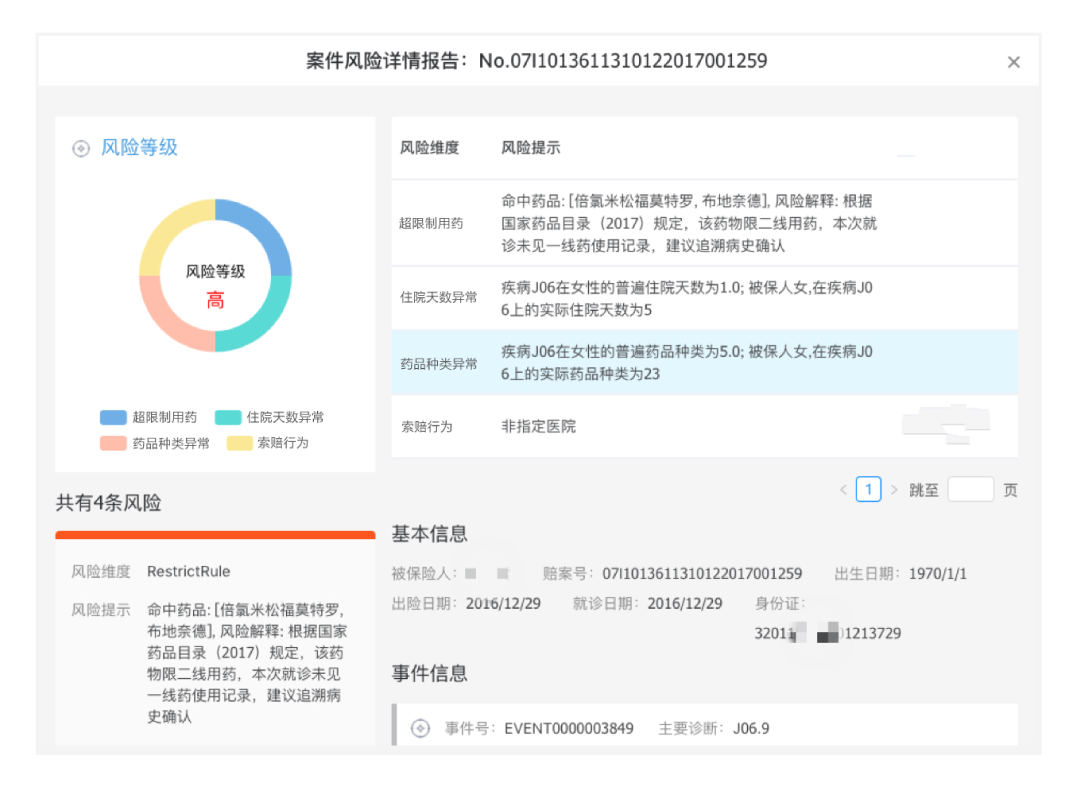 案件风险详情报告：No.07I1013611310122017001259
×
风险等级
风险等级
高
超限制用药 住院天数异常
药品种类异常 索赔行为
风险维度 风险提示
超限制用药
命中药品: [倍氯米松福莫特罗, 布地奈德], 风险解释: 根据
国家药品目录（2017）规定，该药物限二线用药，本次就
诊未见一线药使用记录，建议追溯病史确认
住院天数异常
疾病J06在女性的普遍住院天数为1.0; 被保人女,在疾病J0
6上的实际住院天数为5
药品种类异常
疾病J06在女性的普遍药品种类为5.0; 被保人女,在疾病J0
6上的实际药品种类为23
索赔行为 非指定医院
< 1 > 跳至 页
共有4条风险
风险维度 RestrictRule
风险提示 命中药品: [倍氯米松福莫特罗,
布地奈德], 风险解释: 根据国家
药品目录（2017）规定，该药
物限二线用药，本次就诊未见
一线药使用记录，建议追溯病
史确认
基本信息
被保险人： 赔案号：07I1013611310122017001259 出生日期：1970/1/1
出险日期：2016/12/29 就诊日期：2016/12/29 身份证：
32011 1213729
事件信息
事件号：EVENT0000003849 主要诊断：J06.9